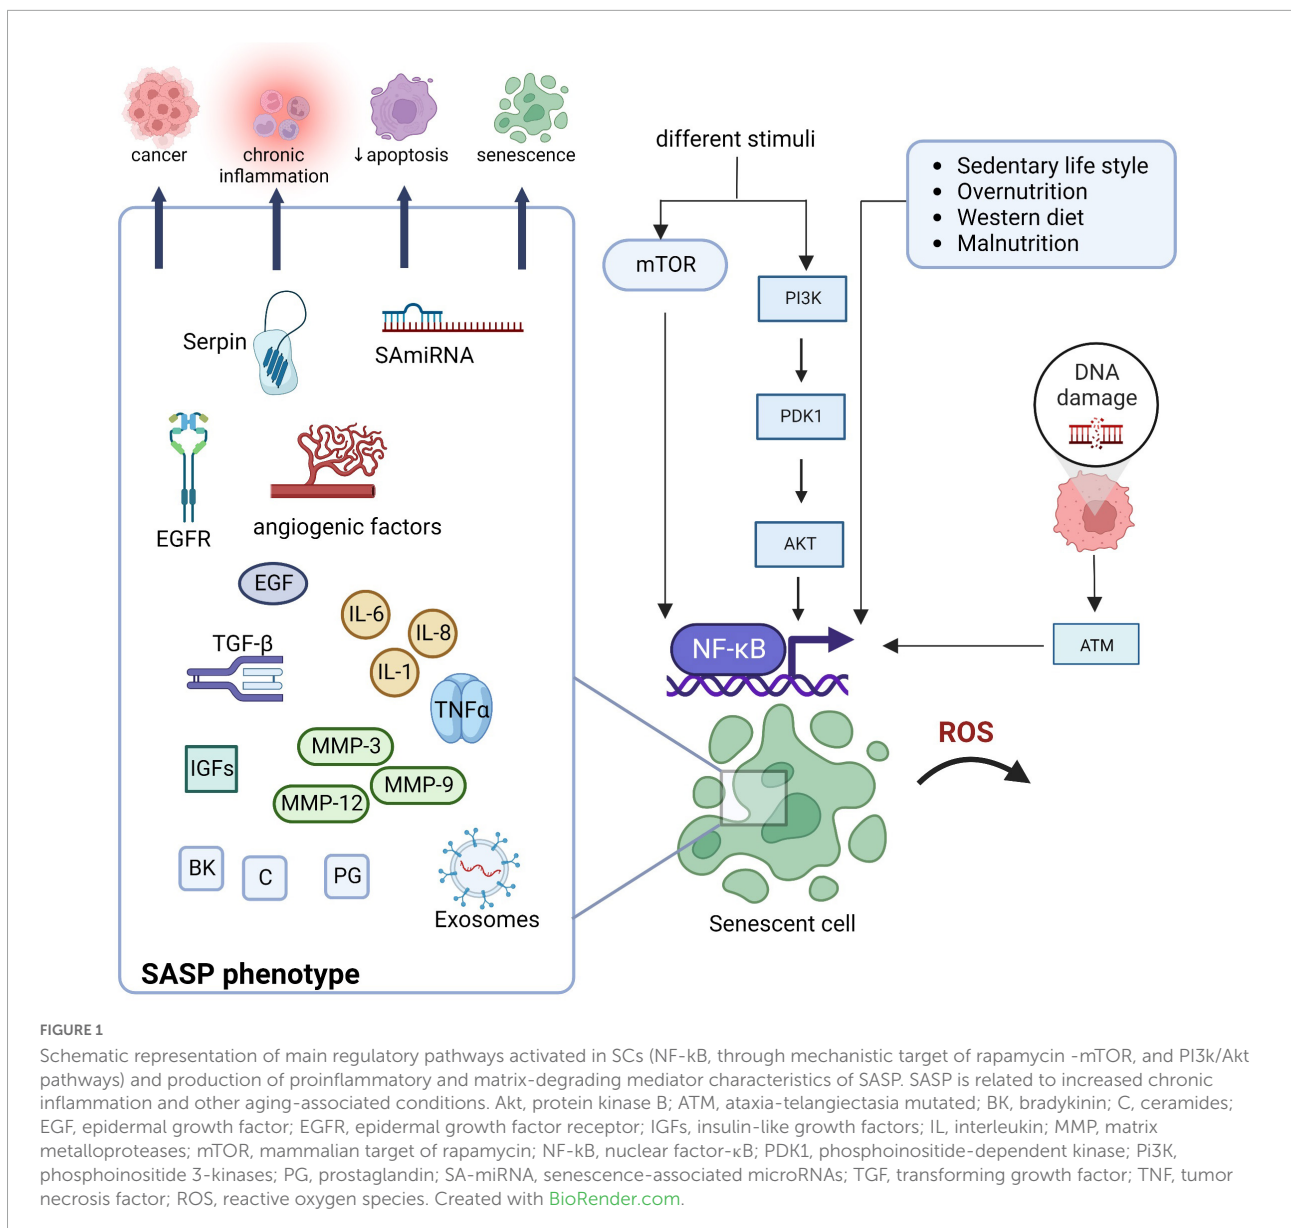 cancer
chronic
inflammation
↓apoptosis
senescence
different stimuli
• Sedentary life style
• Overnutrition
• Western diet
• Malnutrition
mTOR
PI3K
Serpin
SAmiRNA
DNA
damage
PDK1
EGFR
angiogenic factors
AKT
EGF
IL-6
IL-8
IL-1
TGF-β
TNFα
NF-κB
ATM
MMP-3
MMP-9
MMP-12
IGFs
ROS
BK
C
PG
Exosomes
Senescent cell
SASP phenotype
FIGURE 1
Schematic representation of main regulatory pathways activated in SCs (NF-kB, through mechistic target of rapamycin -mTOR, and PI3k/Akt
pathways) and production of proinflammatory and matrix-degrading mediator characteristics of SASP. SASP is related to increased chronic
inflammation and other aging-associated conditions. Akt, protein kinase B; ATM, ataxia-telangiectasia mutated; BK, bradykinin; C, ceramides;
EGF, epidermal growth factor; EGFR, epidermal growth factor receptor; IGFs, insulin-like growth factors; IL, interleukin; MMP, matrix
metalloproteases; mTOR, mammalian target of rapamycin; NF-kB, nuclear factor-κB; PDK1, phosphoinositide-dependent kinase; Pi3K,
phosphoinositide 3-kinases; PG, prostaglandin; SA-miRNA, senescence-associated microRNAs; TGF, transforming growth factor; TNF, tumor
necrosis factor; ROS, reactive oxygen species. Created with BioRender.com.